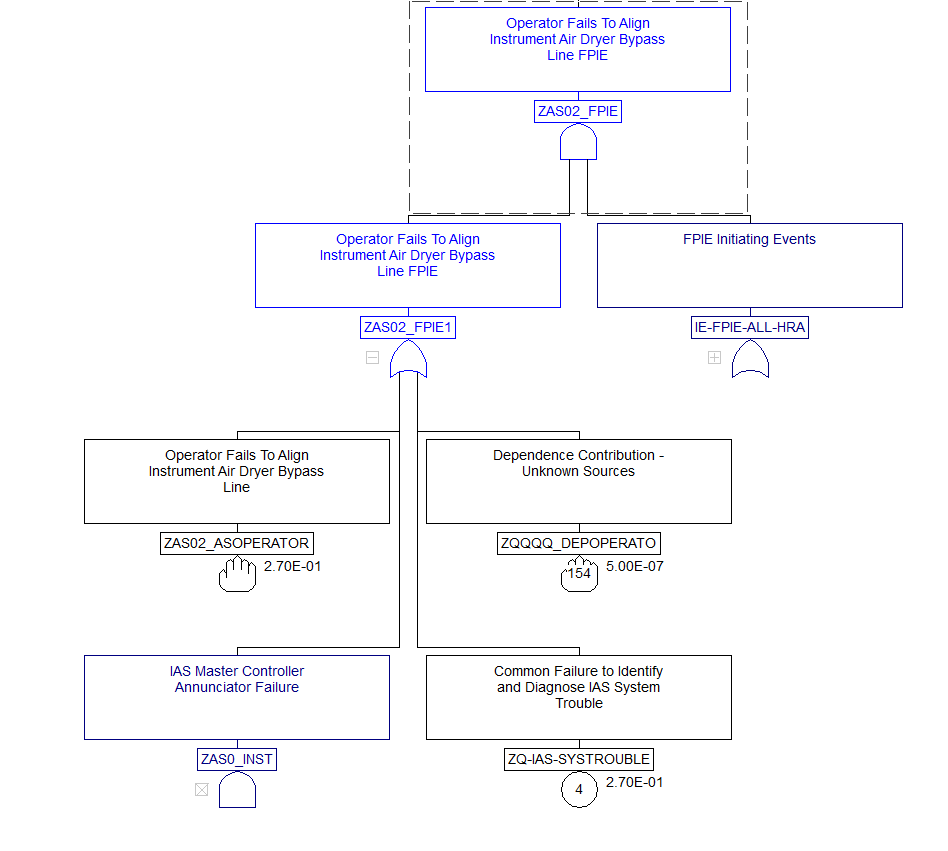 Operator Fails To Align
Instrument Air Dryer Bypass
Line FPIE
ZAS02_FPIE
Operator Fails To Align
Instrument Air Dryer Bypass
Line FPIE
ZAS02_FPIE1
FPIE Initiating Events
IE-FPIE-ALL-HRA
Operator Fails To Align
Instrument Air Dryer Bypass
Line
ZAS02_ASOPERATOR
2.70E-01
Dependence Contribution -
Unknown Sources
ZQQQQ_DEPOPERATO
154
5.00E-07
IAS Master Controller
Annunciator Failure
ZAS0_INST
Common Failure to Identify
and Diagnose IAS System
Trouble
ZQ-IAS-SYSTROUBLE
4
2.70E-01